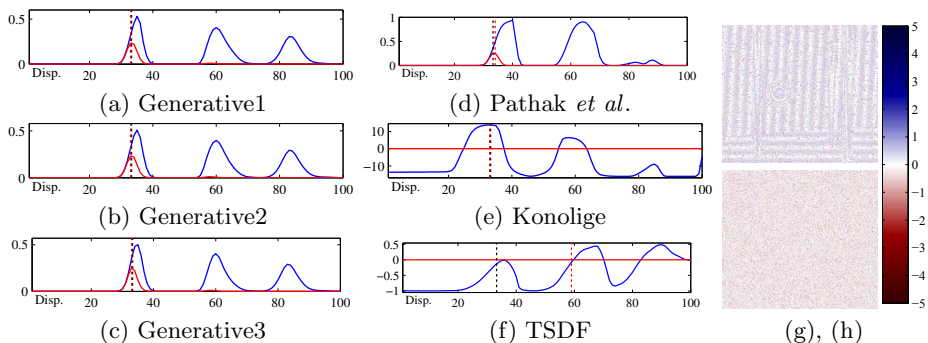 0.5
0
Disp. 20 40 60 80 100
(a) Generative1
0.5
0
Disp. 20 40 60 80 100
(b) Generative2
0.5
0
Disp. 20 40 60 80 100
(c) Generative3
1
0.5
0
Disp. 20 40 60 80 100
(d) Pathak et al.
10
0
−10
Disp. 20 40 60 80 100
(e) Konolige
0.5
0
−0.5
−1
Disp. 20 40 60 80 100
(f) TSDF
5
4
3
2
1
0
−1
−2
−3
−4
−5
(g), (h)